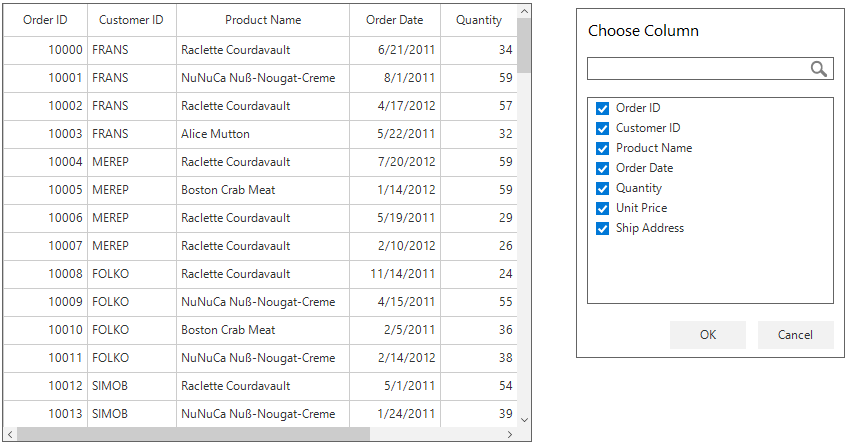 Order ID Customer ID Product Name Order Date Quantity
10000 FRANS Raclette Courdavault 6/21/2011 34
10001 FRANS NuNuCa Nuß-Nougat-Creme 8/1/2011 59
10002 FRANS Raclette Courdavault 4/17/2012 57
10003 FRANS Alice Mutton 5/22/2011 32
10004 MEREP Raclette Courdavault 7/20/2012 59
10005 MEREP Boston Crab Meat 1/14/2012 59
10006 MEREP Raclette Courdavault 5/19/2011 29
10007 MEREP Raclette Courdavault 2/10/2012 26
10008 FOLKO Raclette Courdavault 11/14/2011 24
10009 FOLKO NuNuCa Nuß-Nougat-Creme 4/15/2011 55
10010 FOLKO Boston Crab Meat 2/5/2011 36
10011 FOLKO NuNuCa Nuß-Nougat-Creme 2/14/2012 38
10012 SIMOB Raclette Courdavault 5/1/2011 54
10013 SIMOB NuNuCa Nuß-Nougat-Creme 1/24/2011 39
Choose Column
Order ID
Customer ID
Product Name
Order Date
Quantity
Unit Price
Ship Address
OK Cancel